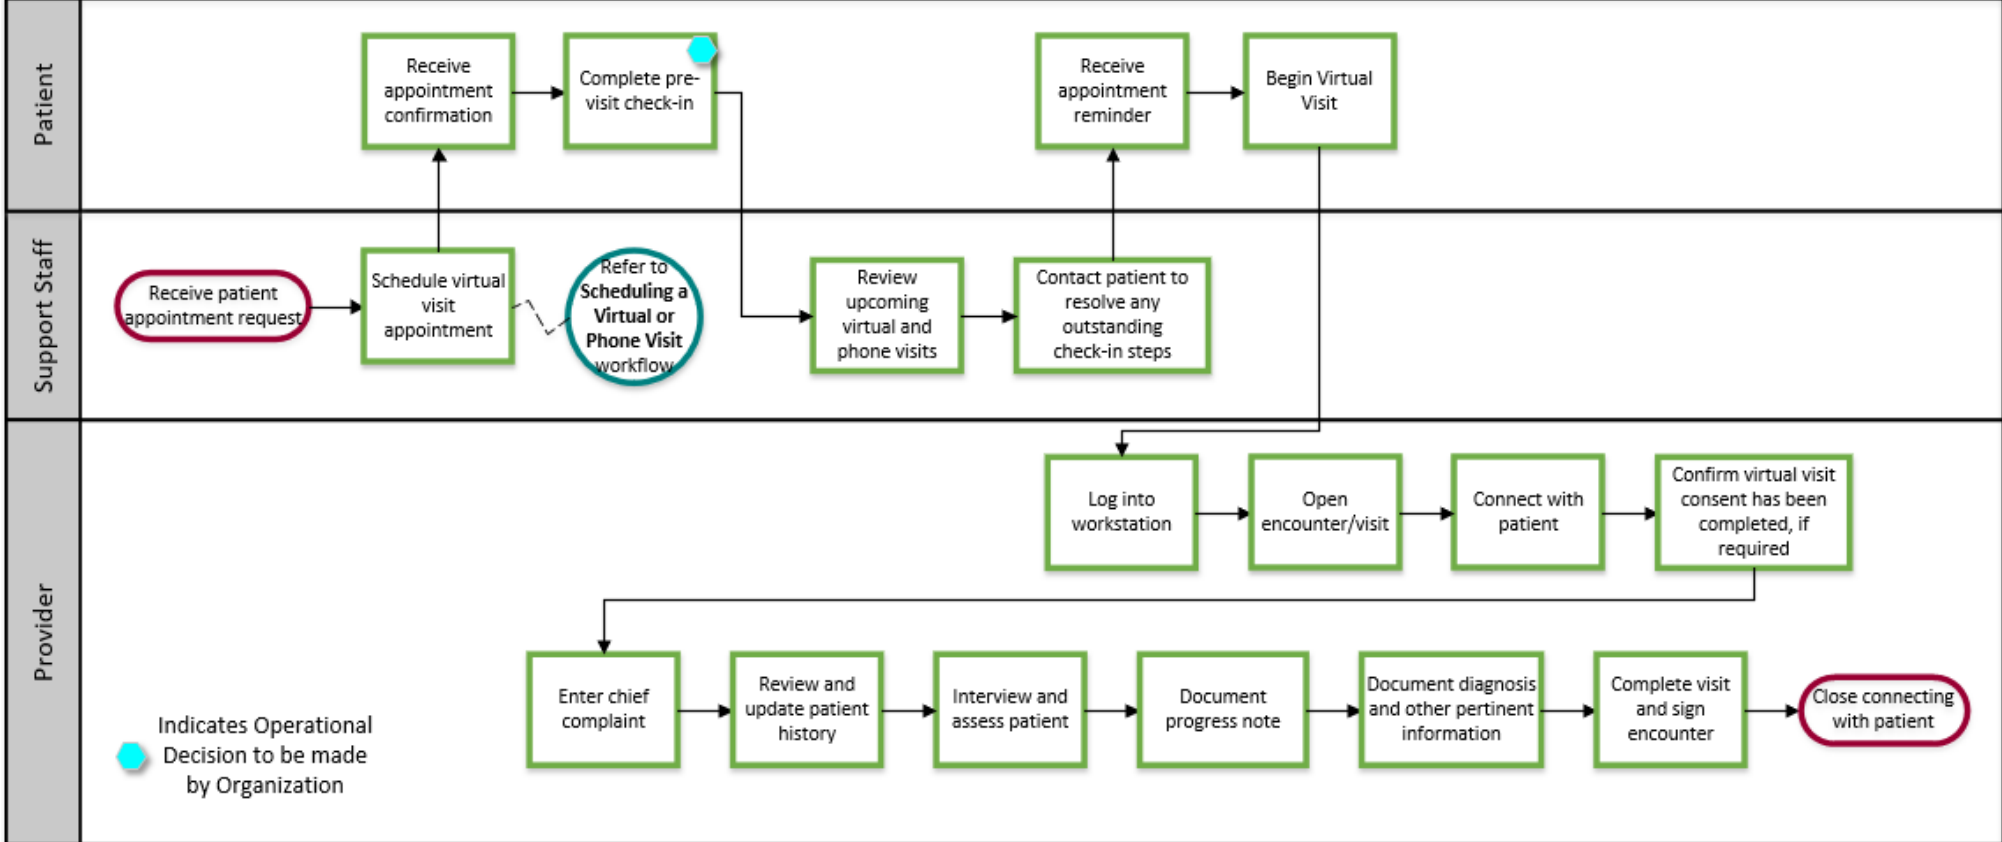 Patient
Receive
appointment
confirmation
Complete pre-
visit check-in
Receive
appointment
reminder
Begin Virtual
Visit
Support Staff
Receive patient
appointment request
Schedule virtual
visit
appointment
Refer to
Scheduling a
Virtual or
Phone Visit
workflow
Review
upcoming
virtual and
phone visits
Contact patient to
resolve any
outstanding
check-in steps
Provider
Log into
workstation
Open
encounter/visit
Connect with
patient
Confirm virtual visit
consent has been
completed, if
required
Enter chief
complaint
Review and
update patient
history
Interview and
assess patient
Document
progress note
Document diagnosis
and other pertinent
information
Complete visit
and sign
encounter
Close connecting
with patient
Indicates Operational
Decision to be made
by Organization